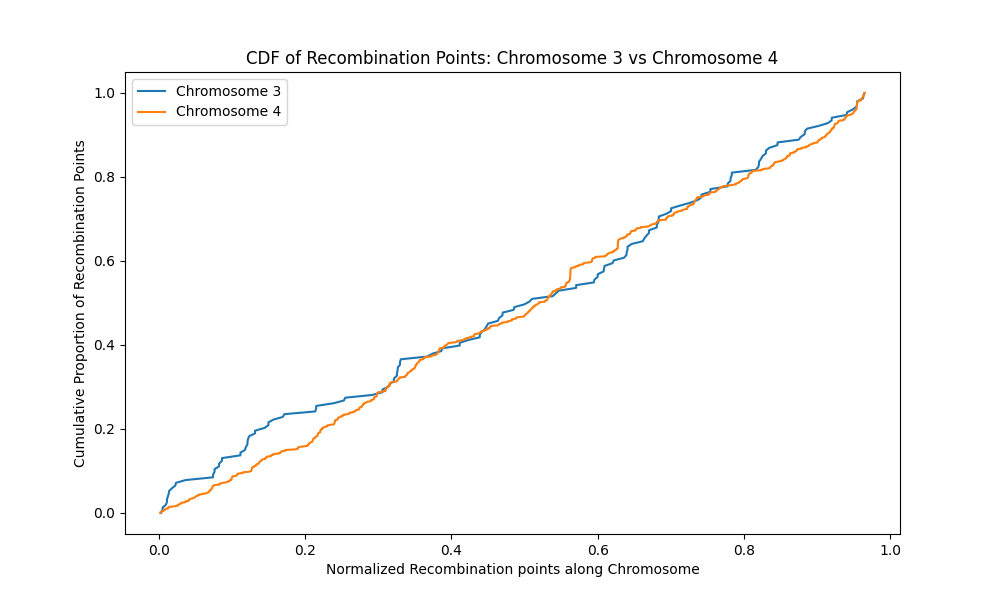 CDF of Recombination Points: Chromosome 3 vs Chromosome 4
Chromosome 3
Chromosome 4
Cumulative Proportion of Recombination Points
1.0
0.8
0.6
0.4
0.2
0.0
0.0 0.2 0.4 0.6 0.8 1.0
Normalized Recombination points along Chromosome